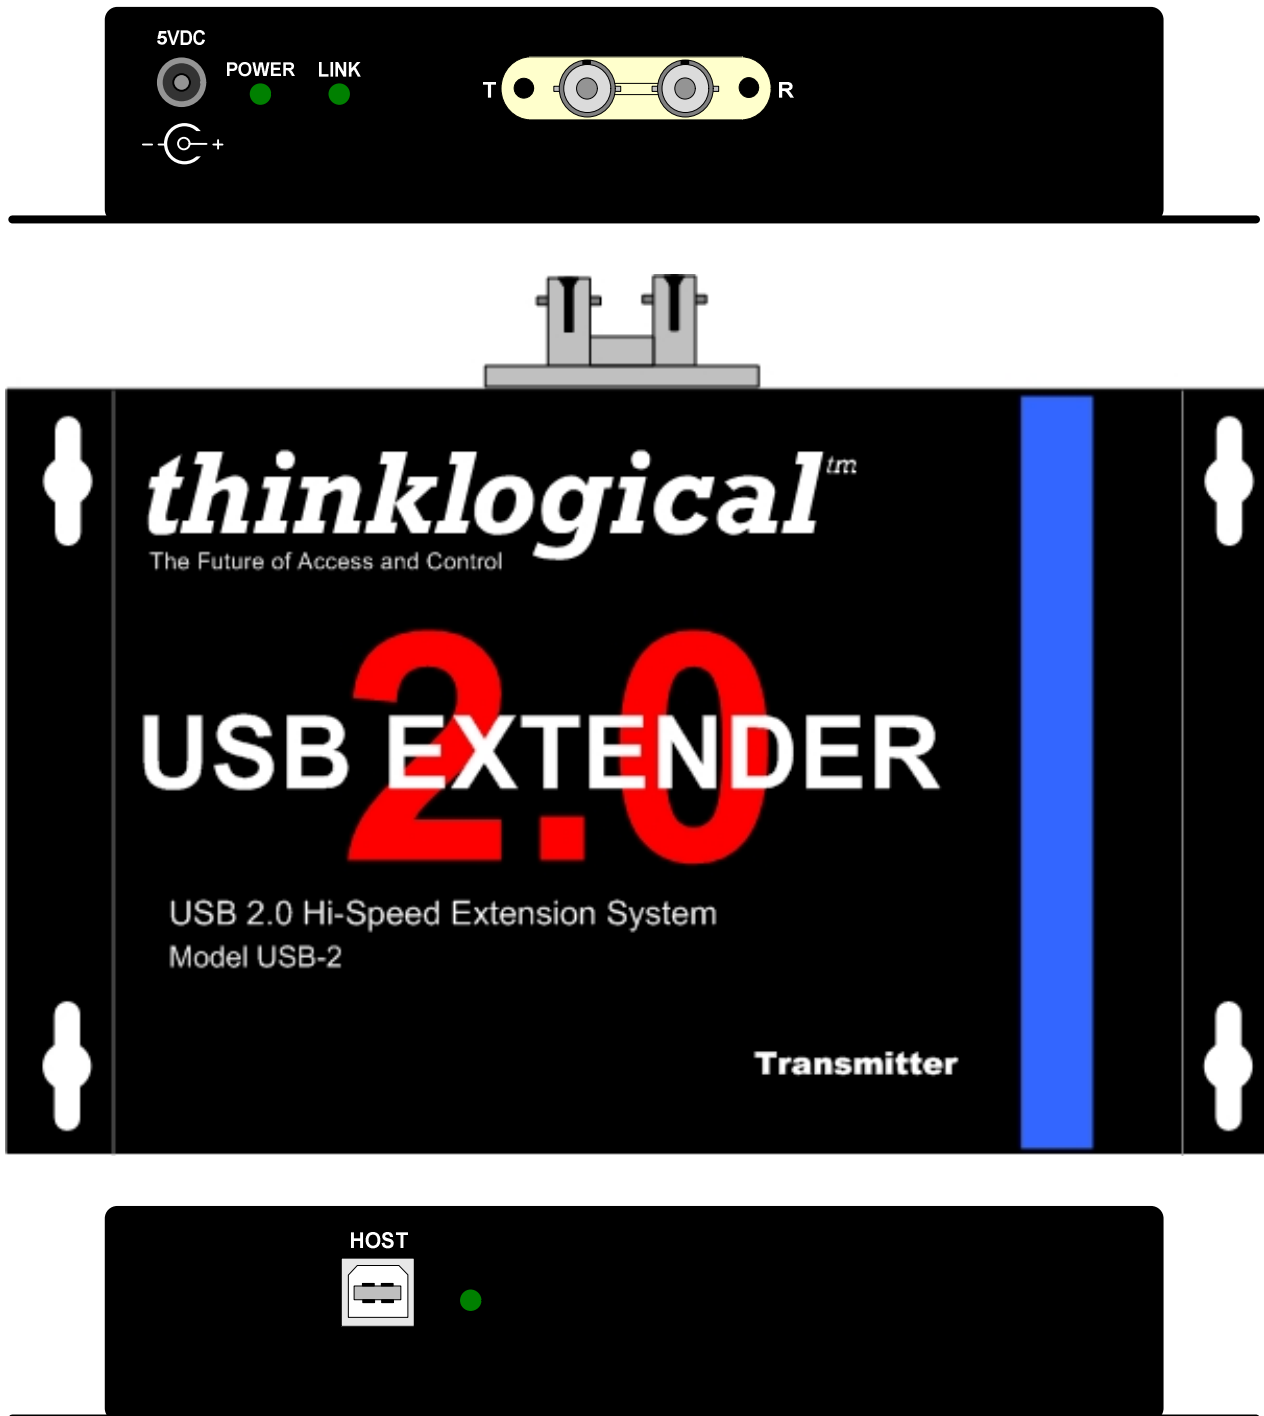 5VDC
POWER LINK
T R
- +
thinklogical tm
The Future of Access and Control
2.0
USB EXTENDER
USB 2.0 Hi-Speed Extension System
Model USB-2
Transmitter
HOST